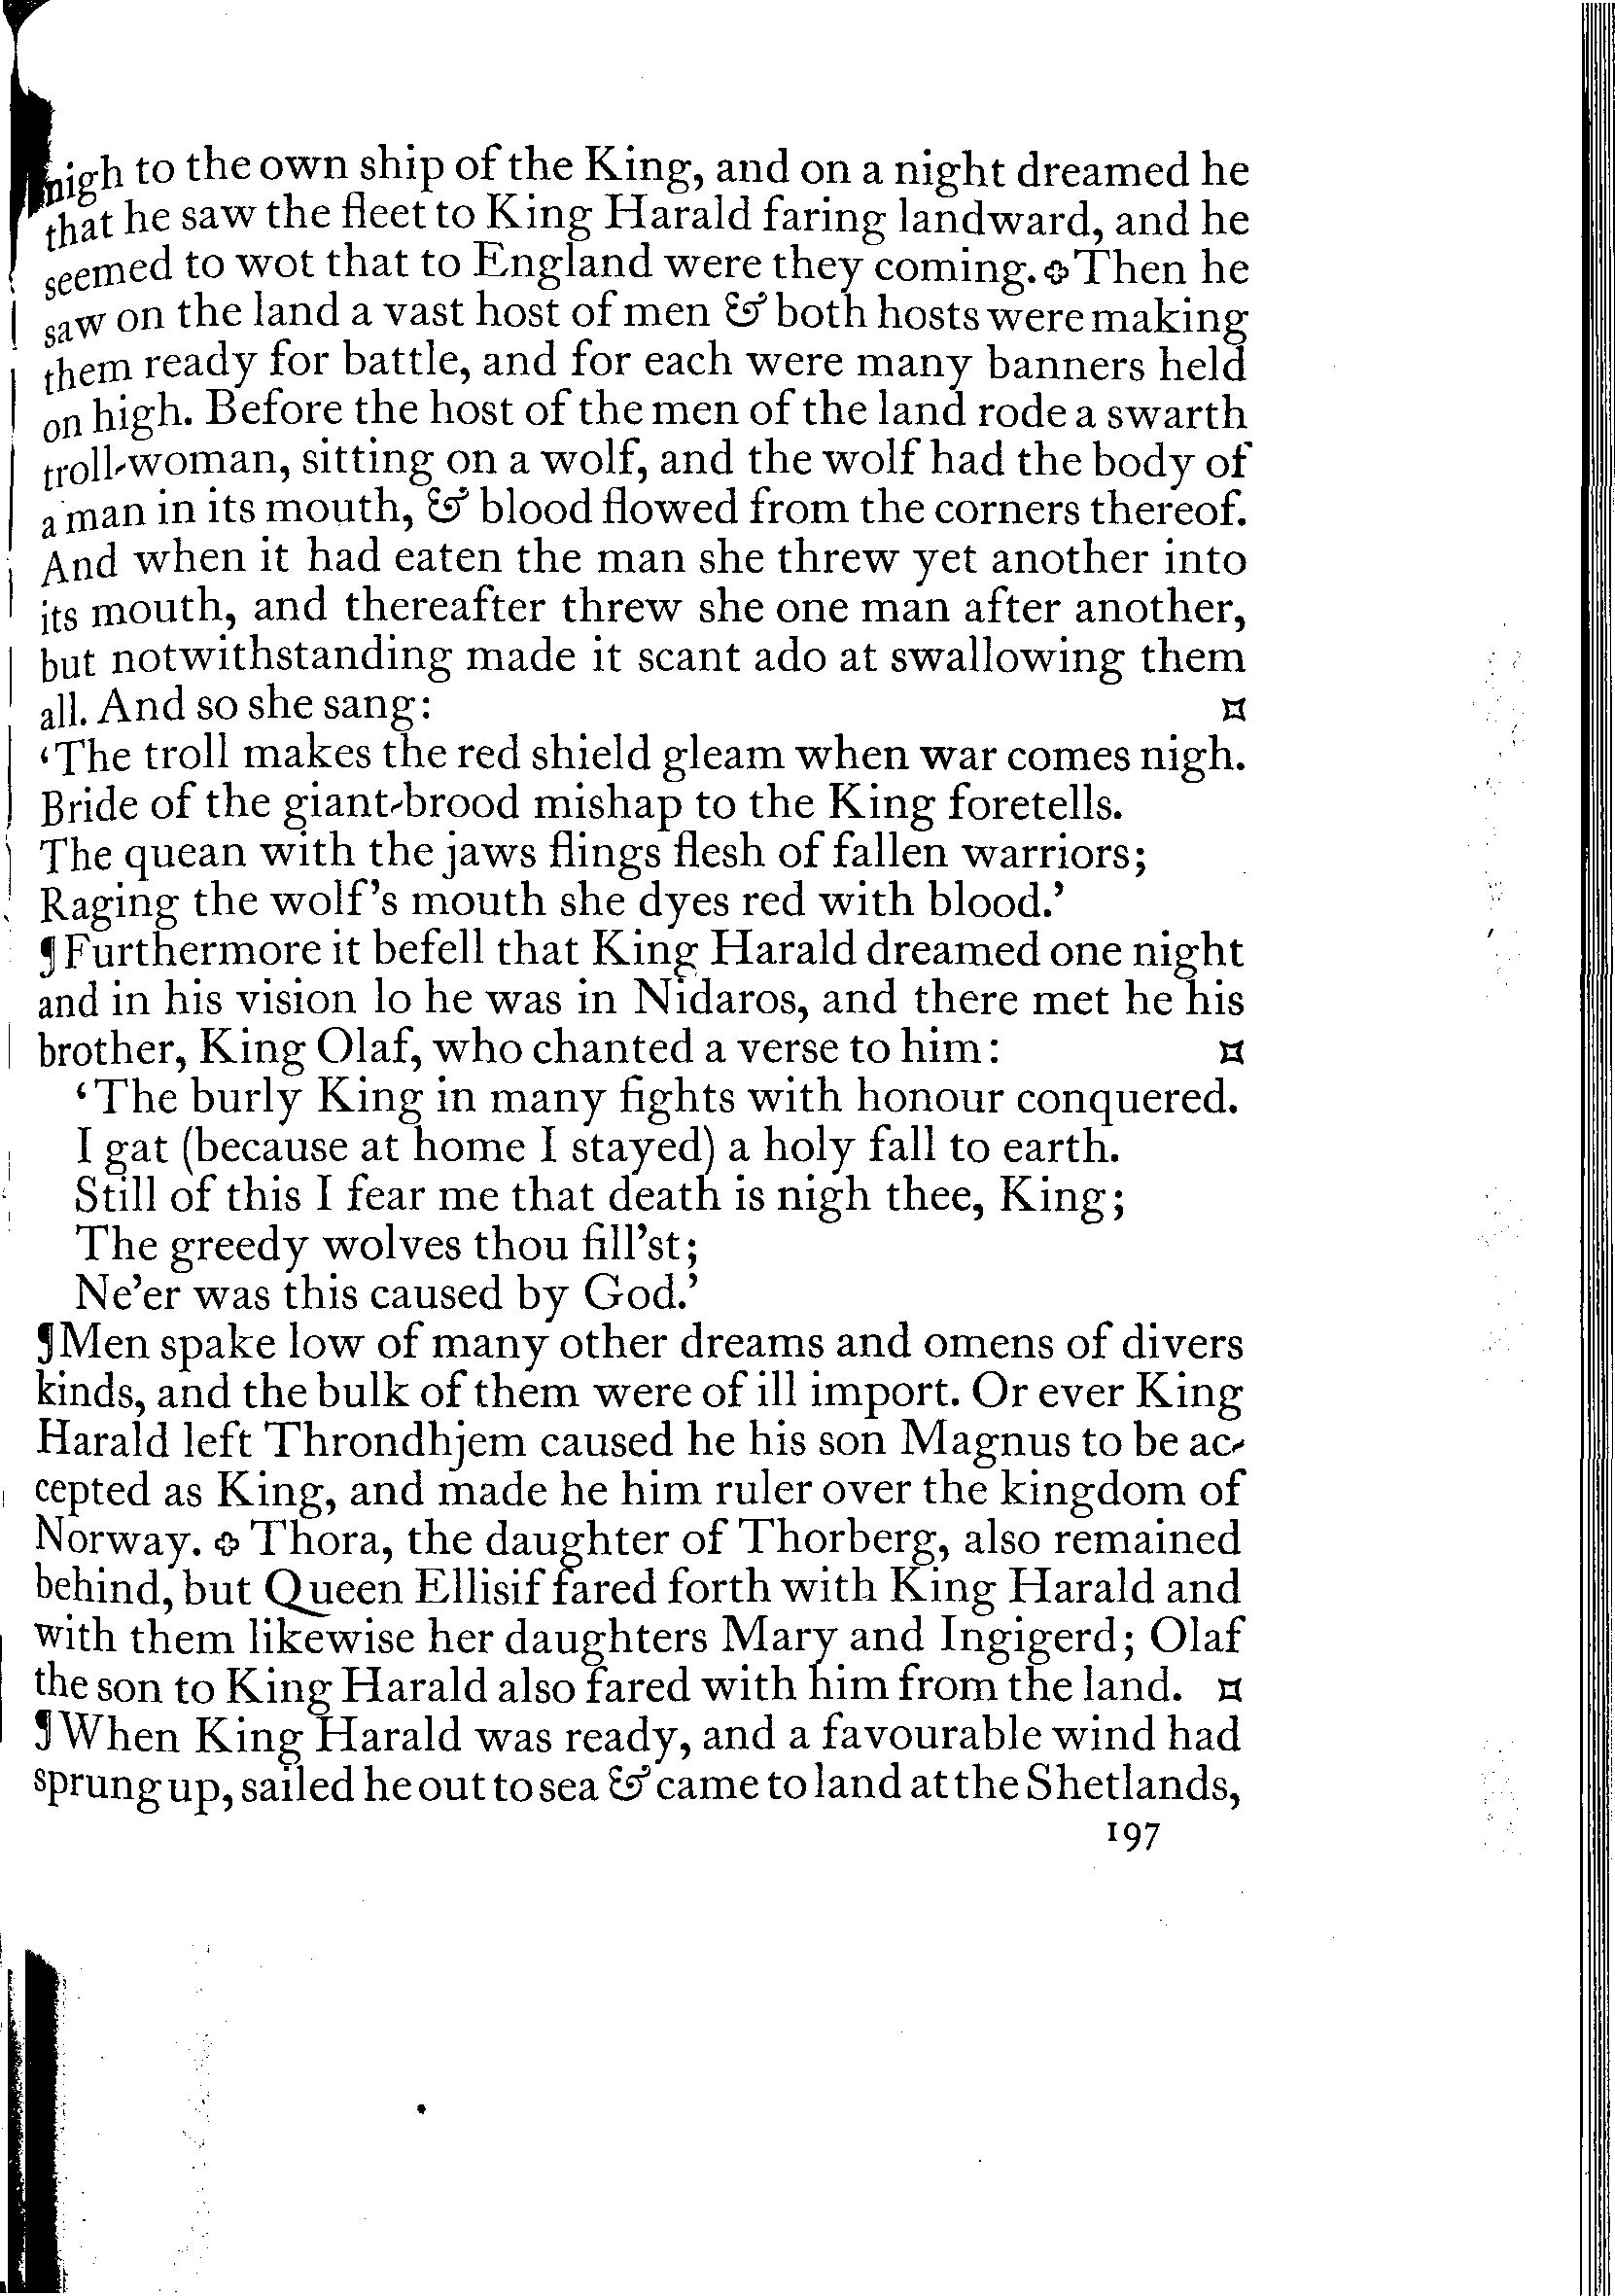 nigh to the own ship of the King, and on a night dreamed he
that he saw the fleet to King Harald faring landward, and he
seemed to wot that to England were they coming. ✥ Then he
saw on the land a vast host of men & both hosts were making
them ready for battle, and for each were many banners held
on high. Before the host of the men of the land rode a swarth
troll-woman, sitting on a wolf, and the wolf had the body of
a man in its mouth, & blood flowed from the corners thereof.
And when it had eaten the man she threw yet another into
its mouth, and thereafter threw she one man after another,
but notwithstanding made it scant ado at swallowing them
all. And so she sang: ¤
‘The troll makes the red shield gleam when war comes nigh.
Bride of the giant-brood mishap to the King foretells.
The quean with the jaws flings flesh of fallen warriors;
Raging the wolf’s mouth she dyes red with blood.’
¶ Furthermore it befell that King Harald dreamed one night
and in his vision lo he was in Nidaros, and there met he his
brother, King Olaf, who chanted a verse to him: ¤
‘The burly King in many fights with honour conquered.
I gat (because at home I stayed) a holy fall to earth.
Still of this I fear me that death is nigh thee, King;
The greedy wolves thou fill’st;
Ne’er was this caused by God.’
¶ Men spake low of many other dreams and omens of divers
kinds, and the bulk of them were of ill import. Or ever King
Harald left Throndhjem caused he his son Magnus to be ac-
cepted as King, and made he him ruler over the kingdom of
Norway. ✥ Thora, the daughter of Thorberg, also remained
behind, but Queen Ellisif fared forth with King Harald and
with them likewise her daughters Mary and Ingigerd; Olaf
the son to King Harald also fared with him from the land. ¤
¶ When King Harald was ready, and a favourable wind had
sprung up, sailed he out to sea & came to land at the Shetlands,
197